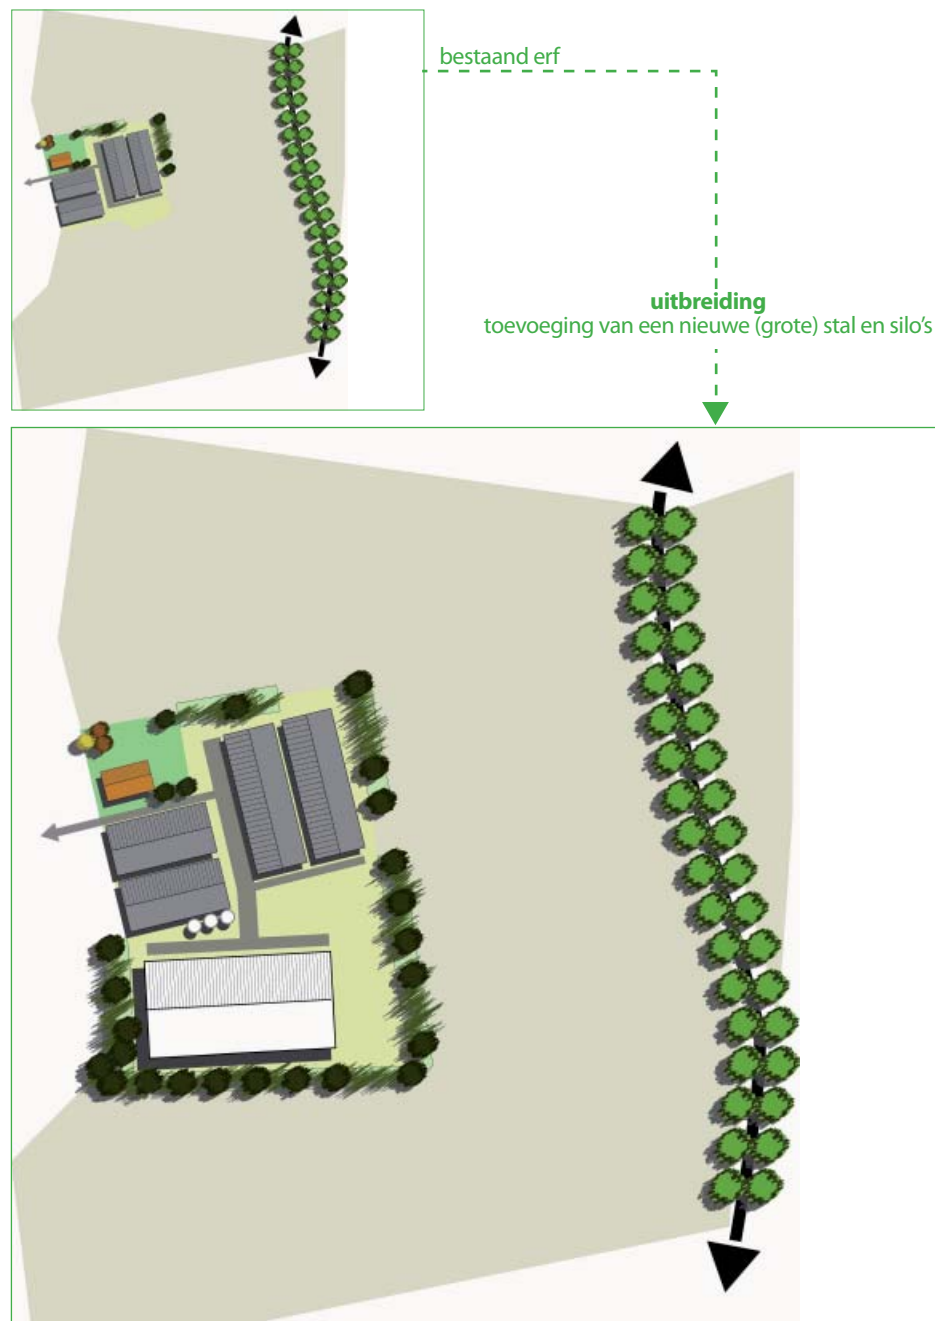 bestaand erf
uitbreiding
toevoeging van een nieuwe (grote) stal en silo’s